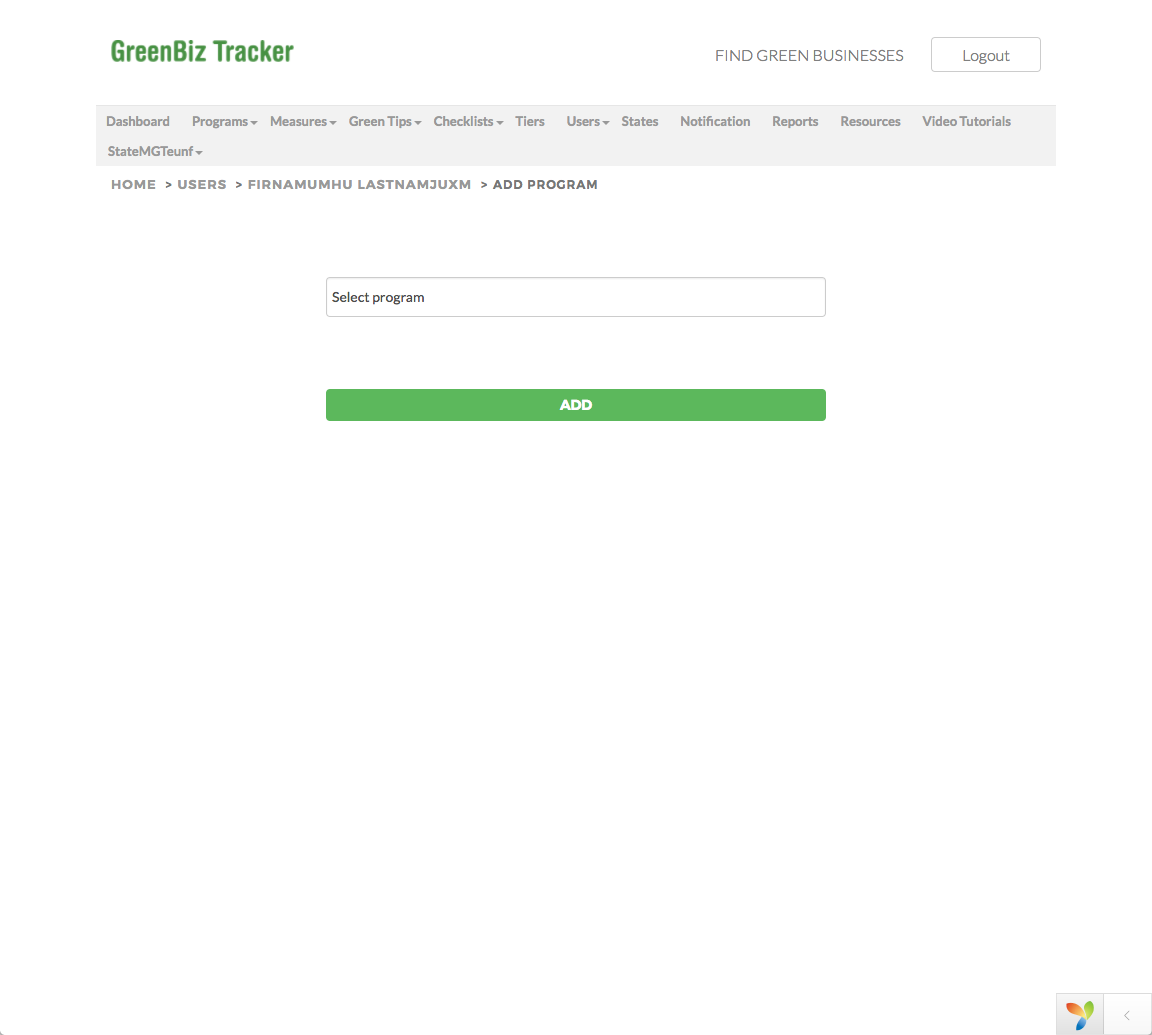 GreenBiz Tracker
FIND GREEN BUSINESSES
Logout
Dashboard Programs Measures Green Tips Checklists Tiers Users States Notification Reports Resources Video Tutorials
StateMGTeunf
HOME > USERS > FIRNAMUMHU LASTNAMJUXM > ADD PROGRAM
Select program
ADD